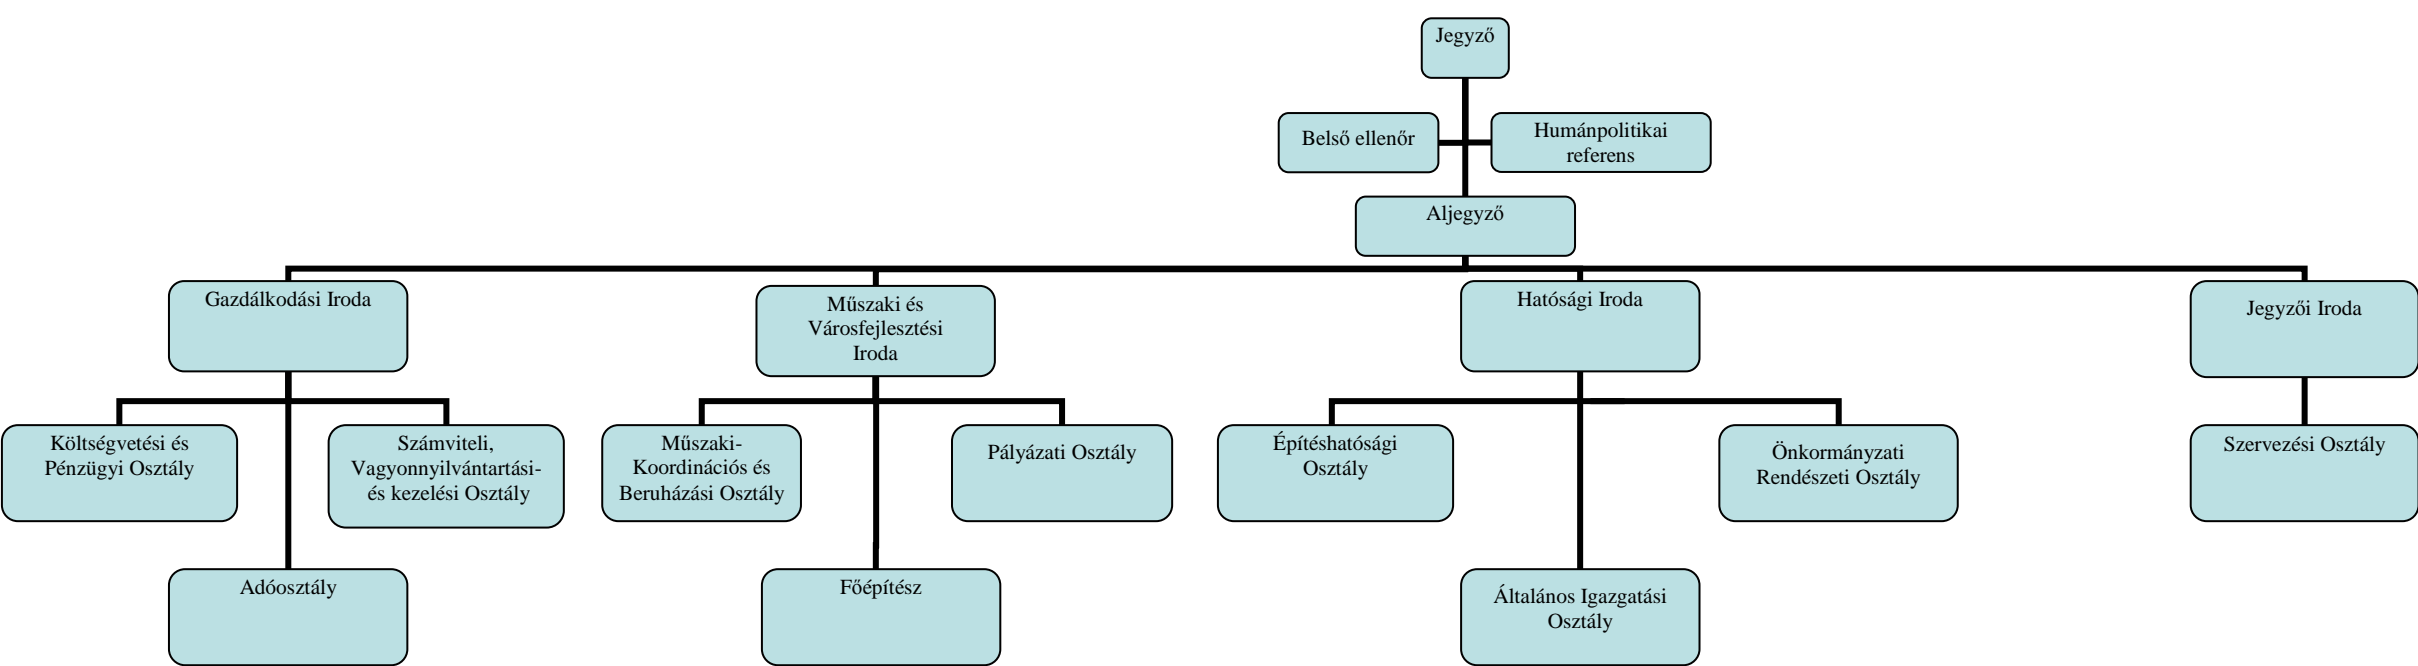 Jegyző
Belső ellenőr
Humánpolitikai
referens
Aljegyző
Gazdálkodási Iroda
Műszaki és
Városfejlesztési
Iroda
Hatósági Iroda
Jegyzői Iroda
Költségvetési és
Pénzügyi Osztály
Számviteli,
Vagyonnyilvántartási-
és kezelési Osztály
Műszaki-
Koordinációs és
Beruházási Osztály
Pályázati Osztály
Építéshatósági
Osztály
Önkormányzati
Rendészeti Osztály
Szervezési Osztály
Adóosztály
Főépítész
Általános Igazgatási
Osztály